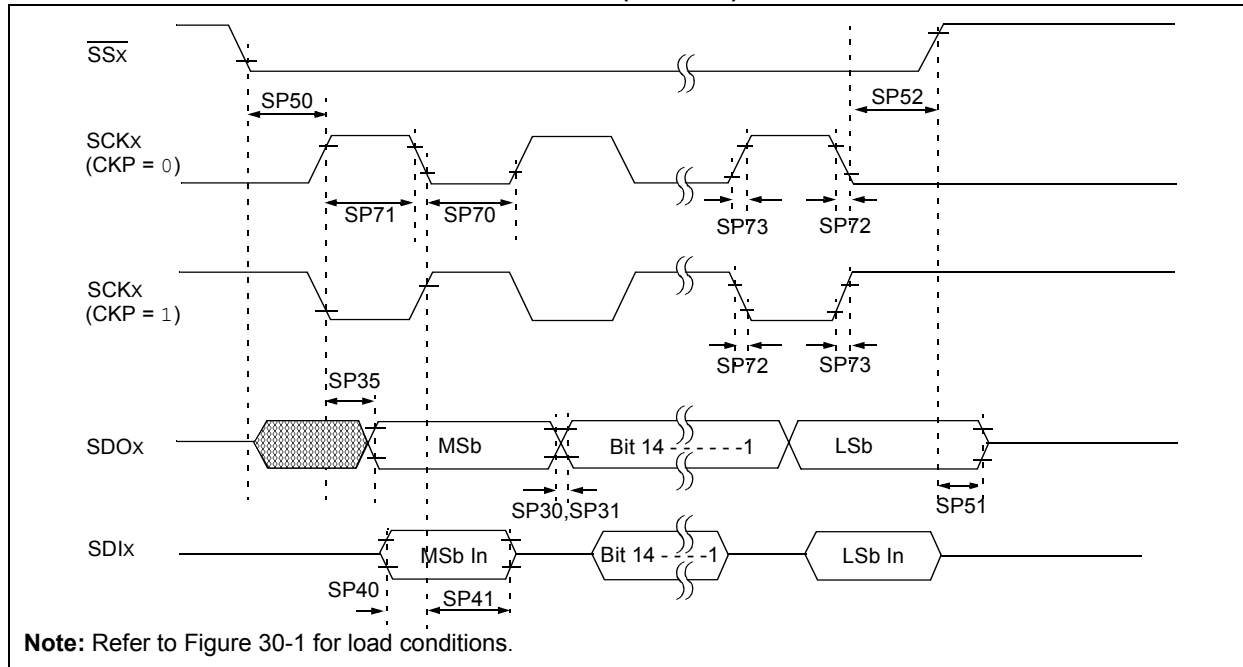 SSx
SP50
SP52
SCKx
(CKP = 0)
SP71
SP70
SP73
SP72
SCKx
(CKP = 1)
SP72
SP73
SP35
SDOx
MSb
Bit 14 - - - - - -1
LSb
SP30,SP31
SP51
SDIx
MSb In
Bit 14 - - - -1
LSb In
SP40
SP41
Note: Refer to Figure 30-1 for load conditions.